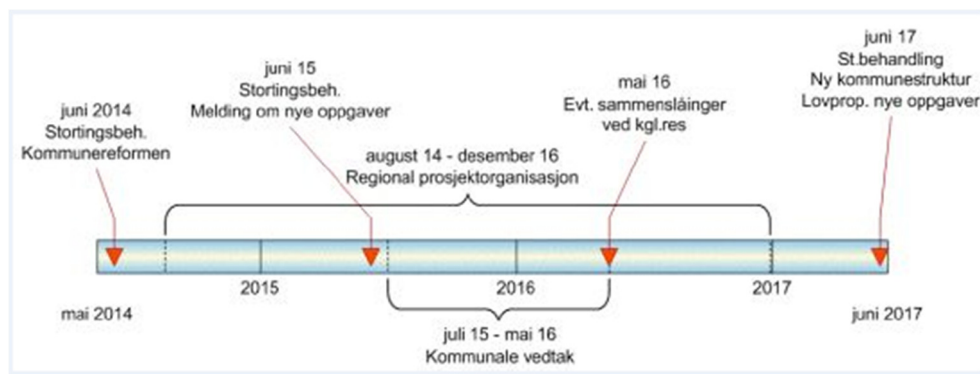 juni 2014
Stortingsbeh.
Kommunereformen
juni 15
Stortingsbeh.
Melding om nye oppgaver
august 14 - desember 16
Regional prosjektorganisasjon
mai 16
Evt. sammenslåinger
ved kgl.res
juni 17
St.behandling
Ny kommunestruktur
Lovprop. nye oppgaver
2015
2016
2017
mai 2014
juni 2017
juli 15 - mai 16
Kommunale vedtak